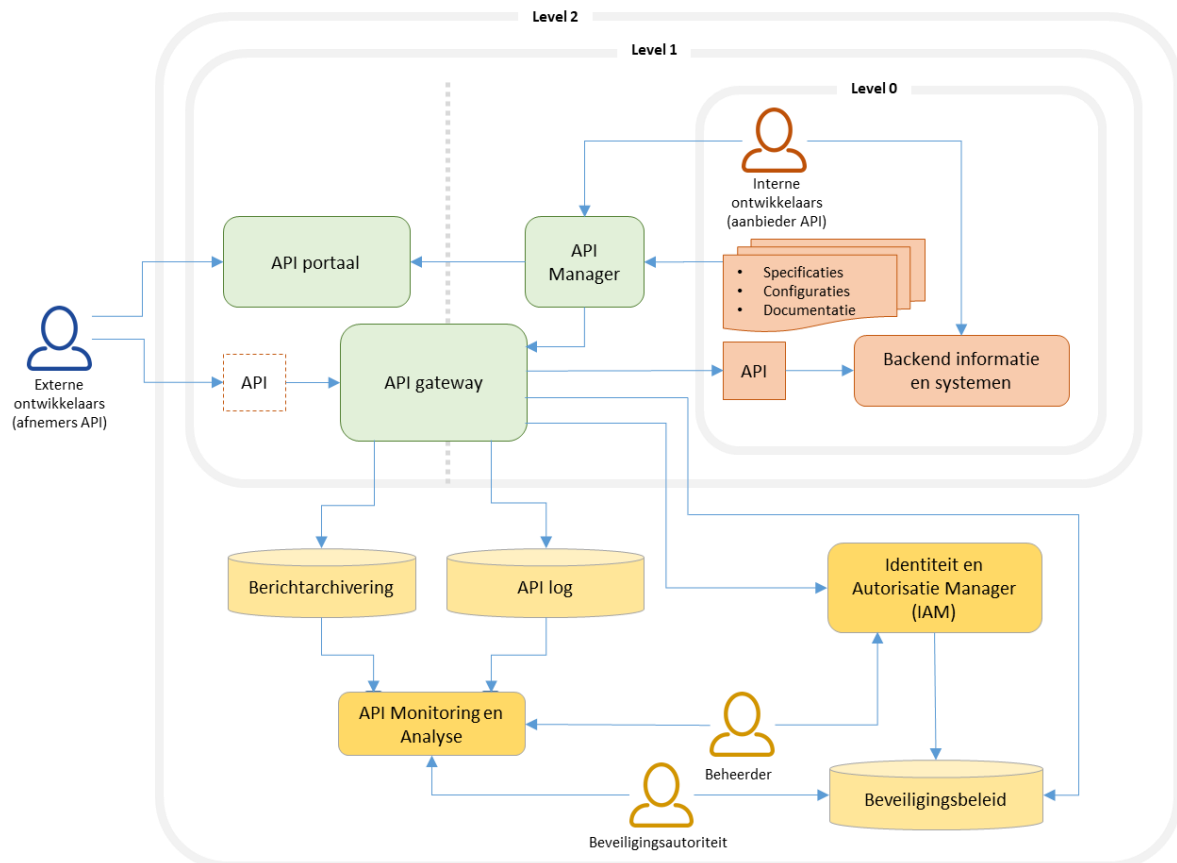 Level 2
Level 1
Level 0
Interne
ontwikkelaars
(aanbieder API)
API portaal
API
Manager
• Specificaties
• Configuraties
• Documentatie
Externe
ontwikkelaars
(afnemers API)
API
API gateway
API
Backend informatie
en systemen
Berichtarchivering
API log
Identiteit en
Autorisatie Manager
(IAM)
API Monitoring en
Analyse
Beheerder
Beveiligingsautoriteit
Beveiligingsbeleid